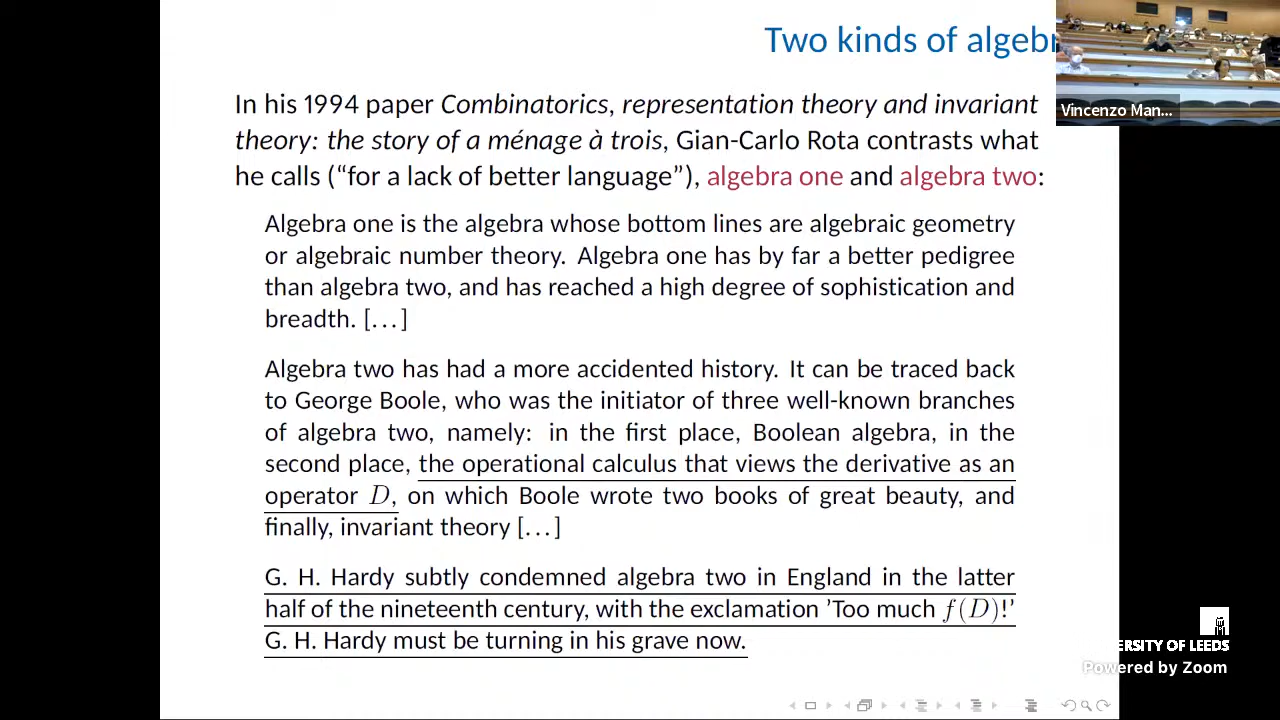 Two kinds of algebr
Vincenzo Man...
In his 1994 paper Combinatorics, representation theory and invariant
theory: the story of a ménage à trois, Gian-Carlo Rota contrasts what
he calls (“for a lack of better language”), algebra one and algebra two:
Algebra one is the algebra whose bottom lines are algebraic geometry
or algebraic number theory. Algebra one has by far a better pedigree
than algebra two, and has reached a high degree of sophistication and
breadth. [...]
Algebra two has had a more accidented history. It can be traced back
to George Boole, who was the initiator of three well-known branches
of algebra two, namely: in the first place, Boolean algebra, in the
second place, the operational calculus that views the derivative as an
operator D, on which Boole wrote two books of great beauty, and
finally, invariant theory [...]
G. H. Hardy subtly condemned algebra two in England in the latter
half of the nineteenth century, with the exclamation ’Too much f(D)!’
G. H. Hardy must be turning in his grave now.
ERSITY OF LEEDS
Powered by Zoom